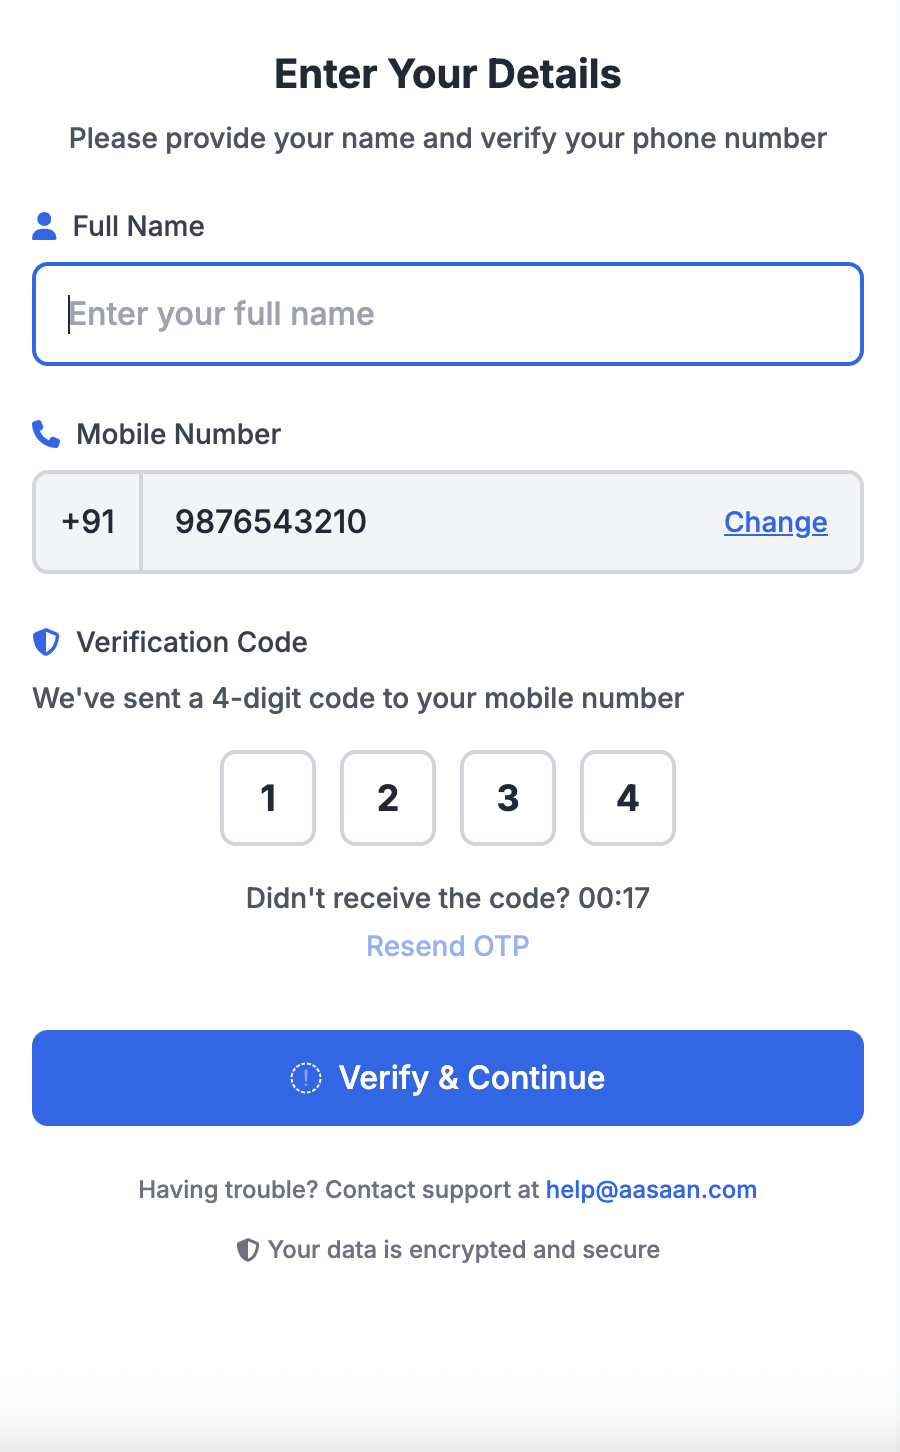 Enter Your Details
Please provide your name and verify your phone number
Full Name
Enter your full name
Mobile Number
+91 9876543210 Change
Verification Code
We've sent a 4-digit code to your mobile number
1 2 3 4
Didn't receive the code? 00:17
Resend OTP
Verify & Continue
Having trouble? Contact support at help@aasaan.com
Your data is encrypted and secure